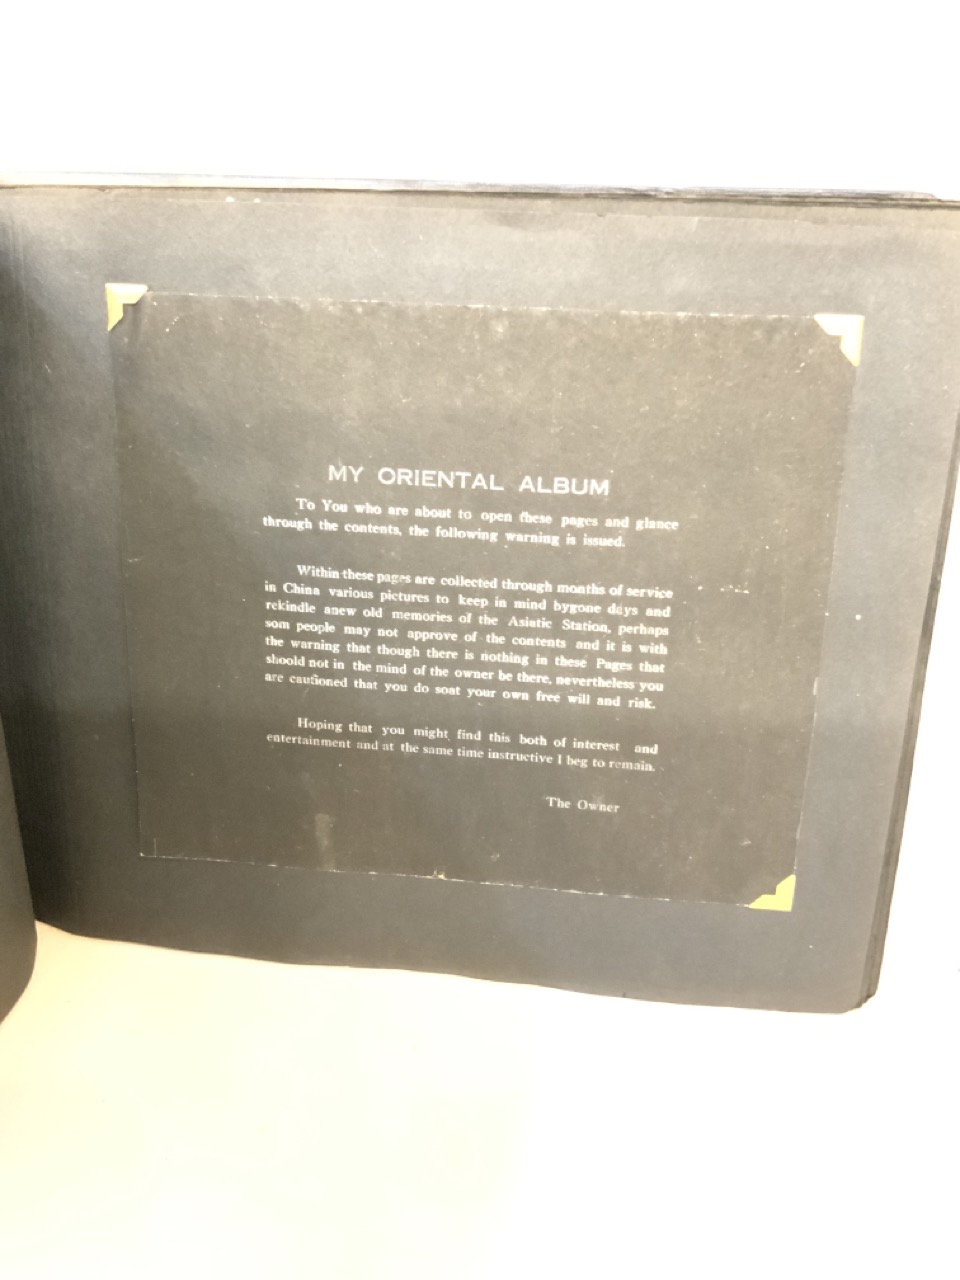 MY ORIENTAL ALBUM
To You who are about to open these pages and glance
through the contents, the following warning is issued.
Within these pages are collected through months of service
in China various pictures to keep in mind bygone days and
rekindle anew old memories of the Asiatic Station, perhaps
som people may not approve of the contents and it is with
the warning that though there is nothing in these Pages that
shoold not in the mind of the owner be there, nevertheless you
are cautioned that you do soat your own free will and risk.
Hoping that you might find this both of interest and
entertainment and at the same time instructive I beg to remain.
The Owner